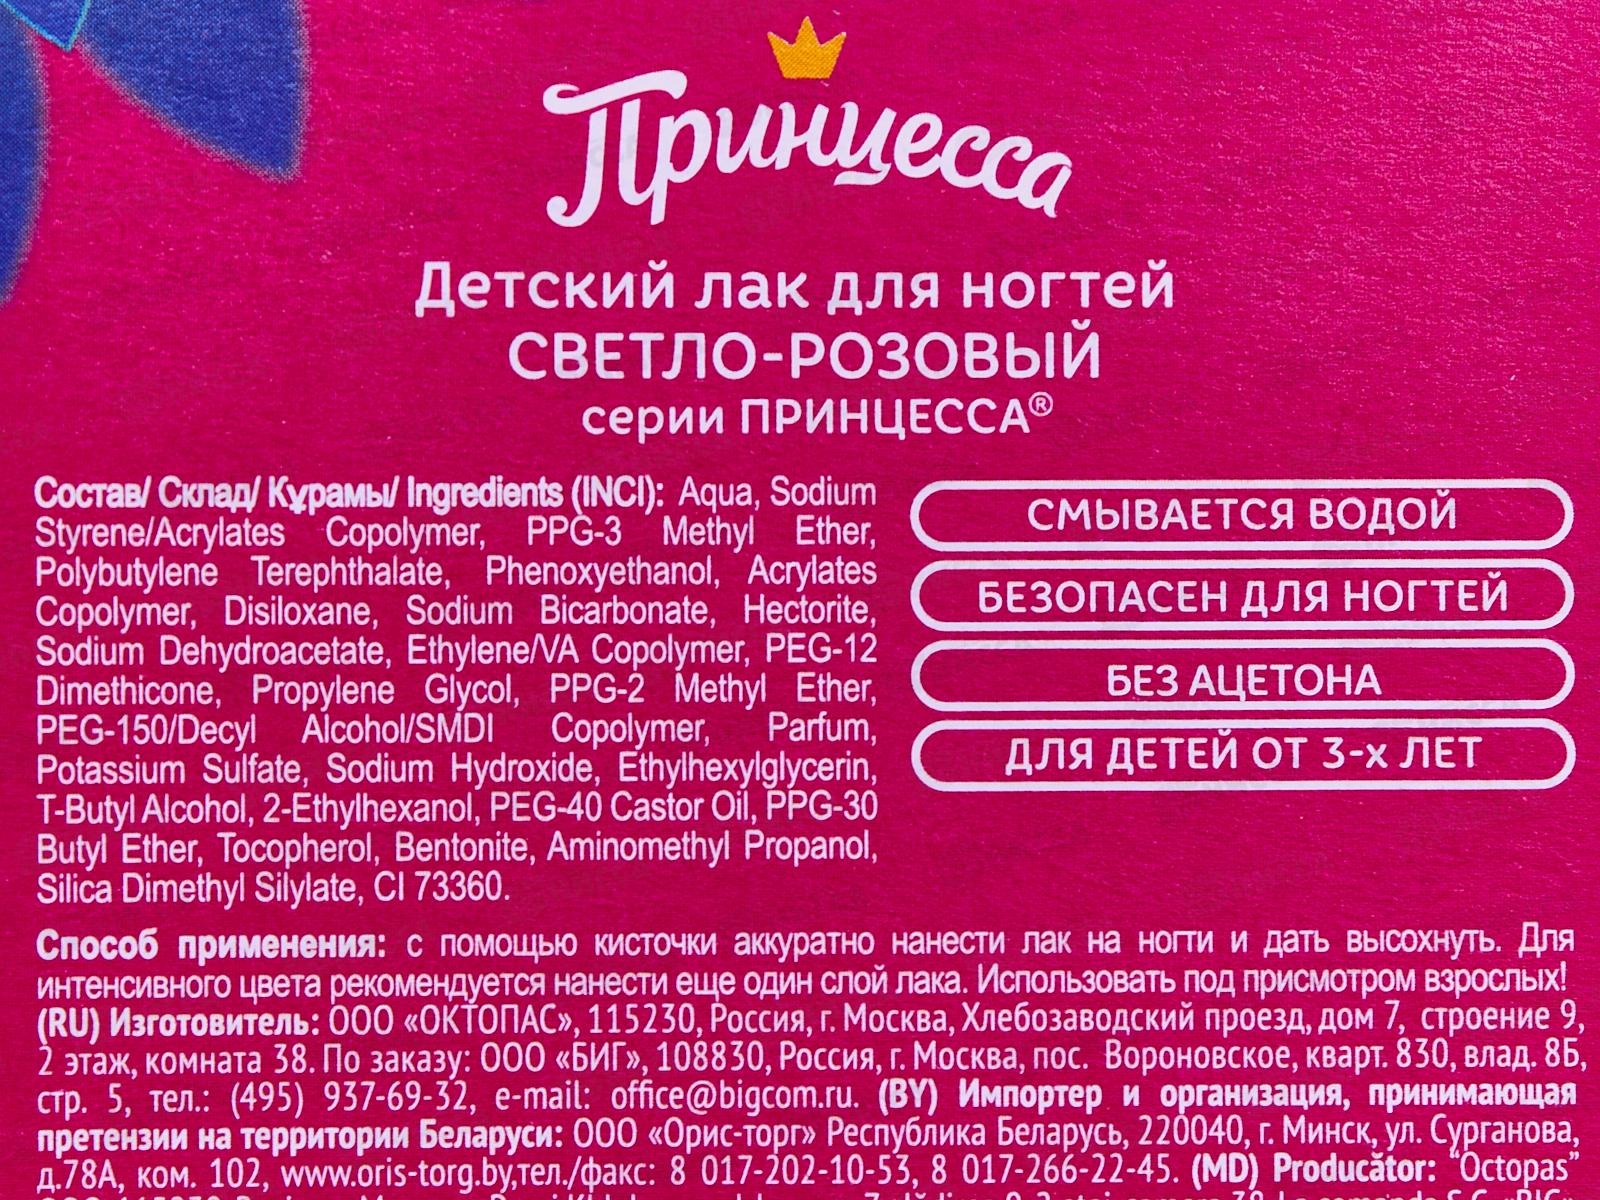 Принцесса
Детский лак для ногтей
СВЕТЛО-РОЗОВЫЙ
серии ПРИНЦЕССА®
Состав/ Склад/ Құрамы/ Ingredients (INCI): Aqua, Sodium
Styrene/Acrylates Copolymer, PPG-3 Methyl Ether,
Polybutylene Terephthalate, Phenoxyethanol, Acrylates
Copolymer, Disiloxane, Sodium Bicarbonate, Hectorite,
Sodium Dehydroacetate, Ethylene/VA Copolymer, PEG-12
Dimethicone, Propylene Glycol, PPG-2 Methyl Ether,
PEG-150/Decyl Alcohol/SMDI Copolymer, Parfum,
Potassium Sulfate, Sodium Hydroxide, Ethylhexylglycerin,
T-Butyl Alcohol, 2-Ethylhexanol, PEG-40 Castor Oil, PPG-30
Butyl Ether, Tocopherol, Bentonite, Aminomethyl Propanol,
Silica Dimethyl Silylate, CI 73360.
СМЫВАЕТСЯ ВОДОЙ
БЕЗОПАСЕН ДЛЯ НОГТЕЙ
БЕЗ АЦЕТОНА
ДЛЯ ДЕТЕЙ ОТ 3-х ЛЕТ
Способ применения: с помощью кисточки аккуратно нанести лак на ногти и дать высохнуть. Для
интенсивного цвета рекомендуется нанести еще один слой лака. Использовать под присмотром взрослых!
(RU) Изготовитель: ООО «ОКТОПАС», 115230, Россия, г. Москва, Хлебозаводский проезд, дом 7, строение 9,
2 этаж, комната 38. По заказу: ООО «БИГ», 108830, Россия, г. Москва, пос. Вороновское, кварт. 830, влад. 8Б,
стр. 5, тел.: (495) 937-69-32, e-mail: office@bigcom.ru. (BY) Импортер и организация, принимающая
претензии на территории Беларуси: ООО «Орис-торг» Республика Беларусь, 220040, г. Минск, ул. Сурганова,
д.78А, ком. 102, www.oris-torg.by,тел./факс: 8 017-202-10-53, 8 017-266-22-45. (MD) Producător: "Octopas"